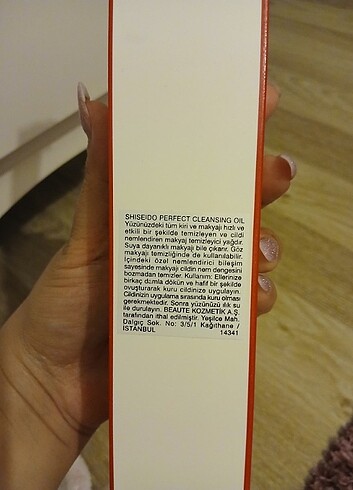 SHISEIDO PERFECT CLEANSING OIL
Yüzünüzdeki tüm kiri ve makyajı hızlı ve
etkili bir şekilde temizleyen ve cildi
nemlendiren makyaj temizleyici yağdır.
Suya dayanıklı makyajı bile çıkarır. Göz
makyajı temizliğinde de kullanılabilir.
İçindeki özel nemlendirici bileşim
sayesinde makyajı cildin nem dengesini
bozmadan temizler. Kullanım: Ellerinize
birkaç damla dökün ve hafif bir şekilde
ovuşturarak kuru cildinize uygulayın.
Cildinizin uygulama sırasında kuru olması
gerekmektedir. Sonra yüzünüzü ılık su
ile durulayın. BEAUTE KOZMETİK A.Ş.
tarafından ithal edilmiştir. Yeşilce Mah.
Dalgıç Sok. No: 3/5/1 Kağıthane /
İSTANBUL 14341